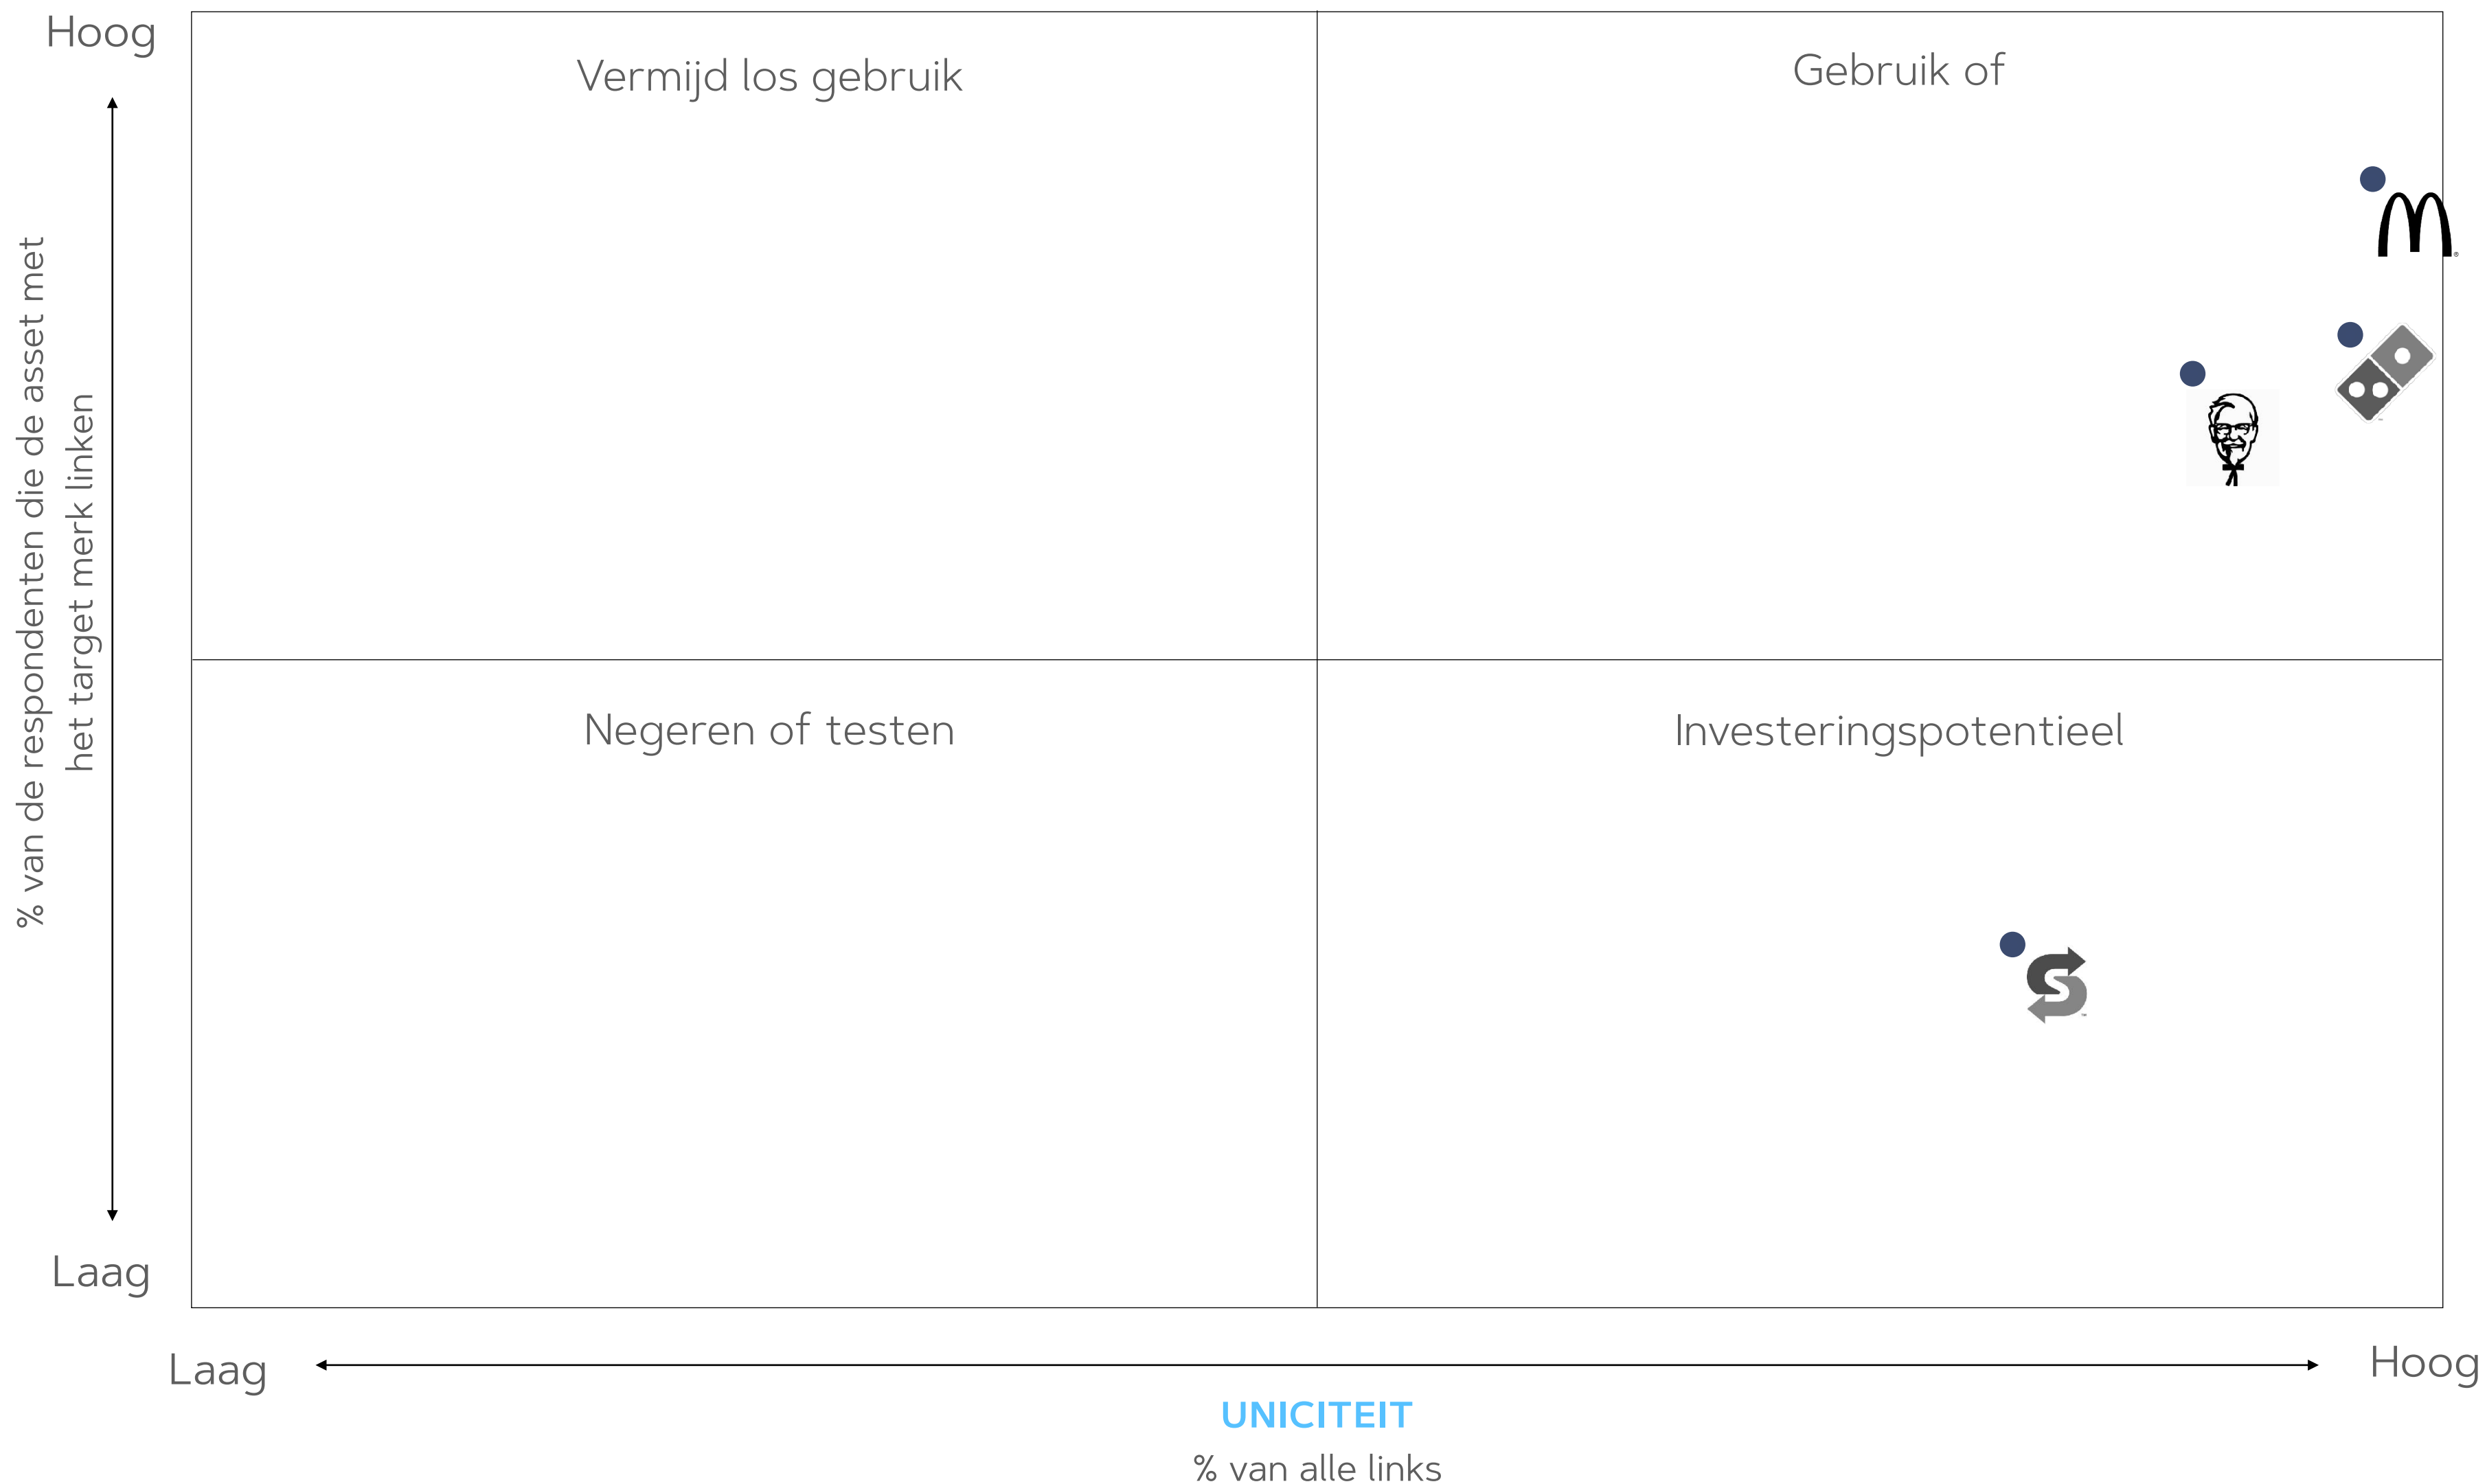 Hoog
Vermijd los gebruik
Gebruik of
% van de respondenten die de asset met
het target merk linken
Negeren of testen
Investeringspotentieel
Laag
Laag
Hoog
UNICITEIT
% van alle links